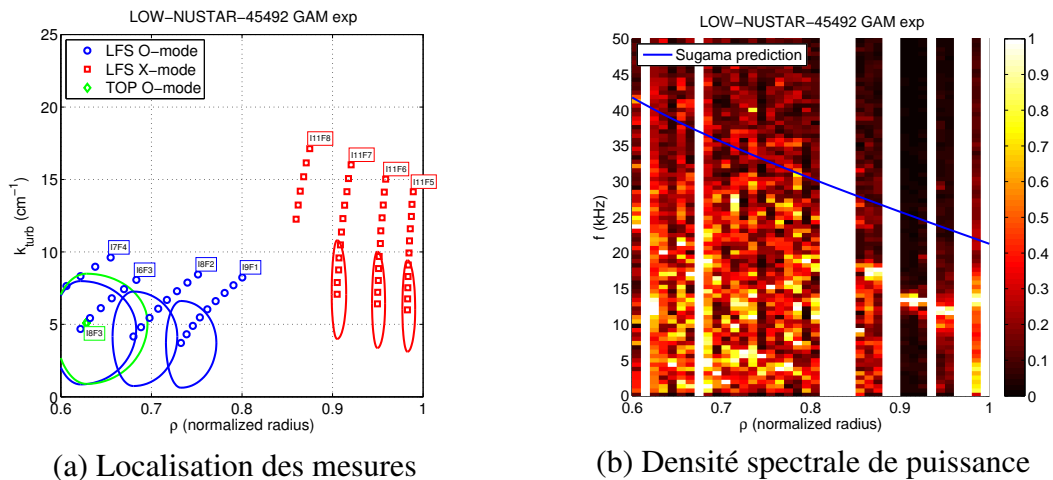 LOW−NUSTAR−45492 GAM exp
25
20
15
10
5
0
k_turb (cm⁻¹)
LFS O−mode
LFS X−mode
TOP O−mode
I11F8
I11F7
I11F6
I11F5
I7F4
I6F3
I8F2
I9F1
I8F3
0.6 0.7 0.8 0.9 1
ρ (normalized radius)
(a) Localisation des mesures
LOW−NUSTAR−45492 GAM exp
50
45
40
35
30
25
20
15
10
5
0
f (kHz)
Sugama prediction
0.6 0.7 0.8 0.9 1
ρ (normalized radius)
1
0.9
0.8
0.7
0.6
0.5
0.4
0.3
0.2
0.1
0
(b) Densité spectrale de puissance